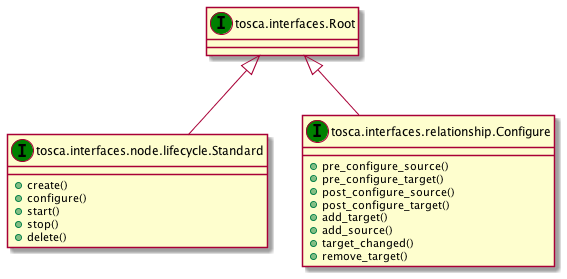 I tosca.interfaces.Root
I tosca.interfaces.node.lifecycle.Standard
create()
configure()
start()
stop()
delete()
I tosca.interfaces.relationship.Configure
pre_configure_source()
pre_configure_target()
post_configure_source()
post_configure_target()
add_target()
add_source()
target_changed()
remove_target()